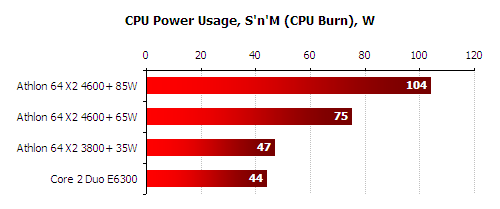 CPU Power Usage, S'n'M (CPU Burn), W
0 20 40 60 80 100 120
Athlon 64 X2 4600+ 85W 104
Athlon 64 X2 4600+ 65W 75
Athlon 64 X2 3800+ 35W 47
Core 2 Duo E6300 44